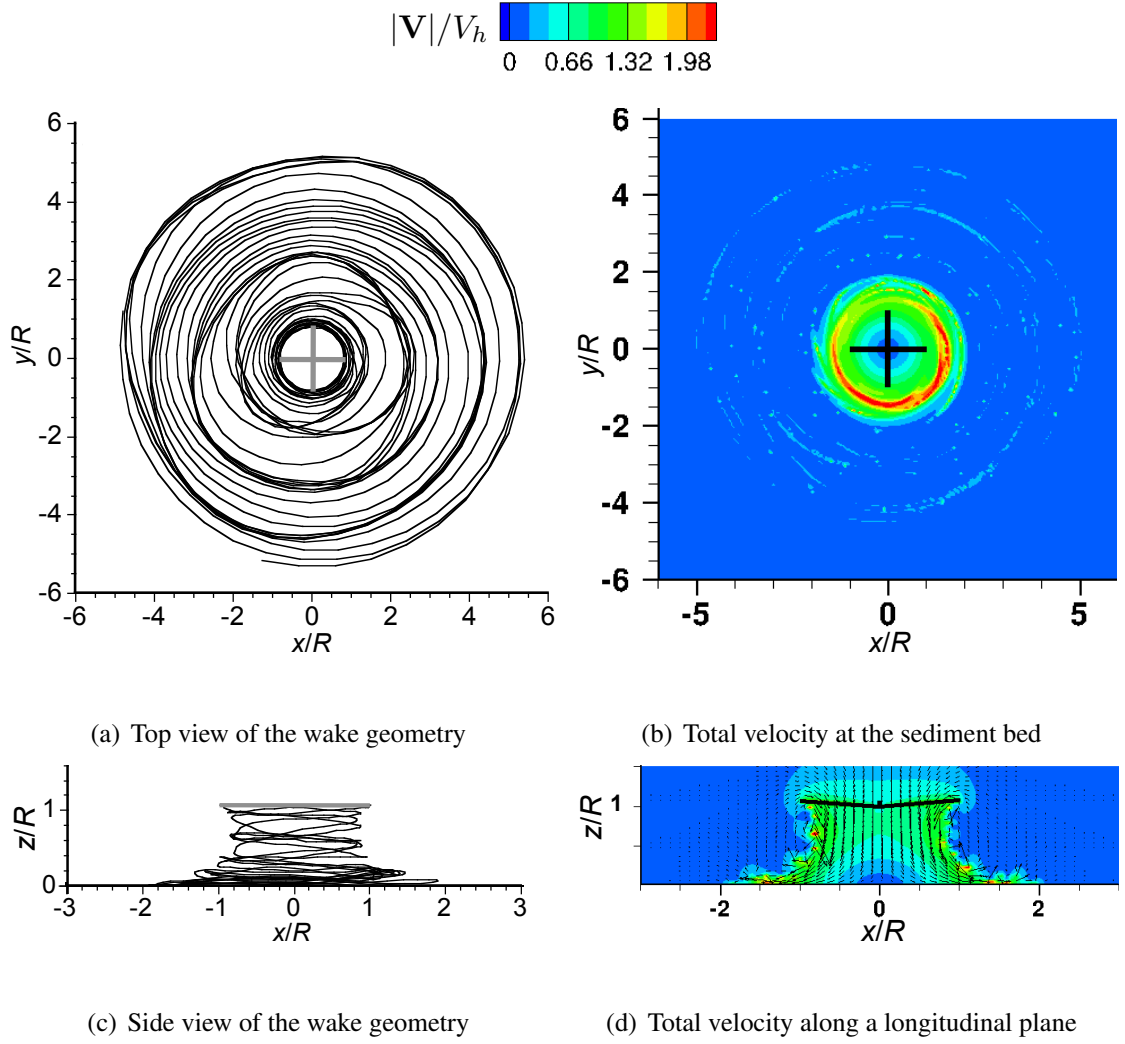 |V|/V_h
0 0.66 1.32 1.98
6
4
2
0
-2
-4
-6
y/R
-6 -4 -2 0 2 4 6
x/R
6
4
2
0
-2
-4
-6
y/R
-5 0 5
x/R
(a) Top view of the wake geometry
(b) Total velocity at the sediment bed
1
0
z/R
-3 -2 -1 0 1 2 3
x/R
1
z/R
-2 0 2
x/R
(c) Side view of the wake geometry
(d) Total velocity along a longitudinal plane